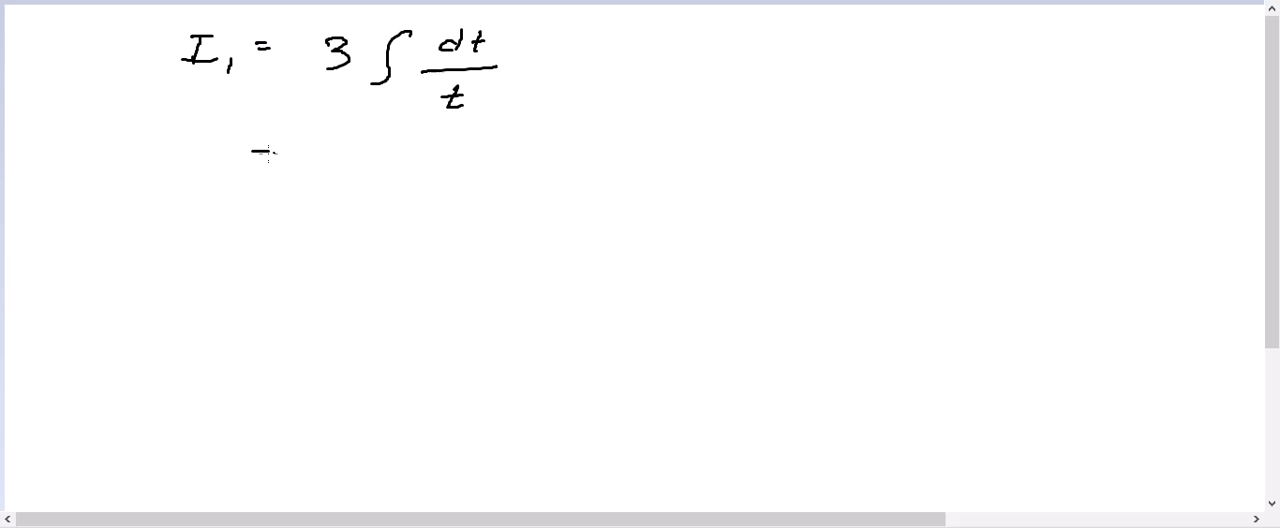 I₁ = 3 ∫ dt/t
=